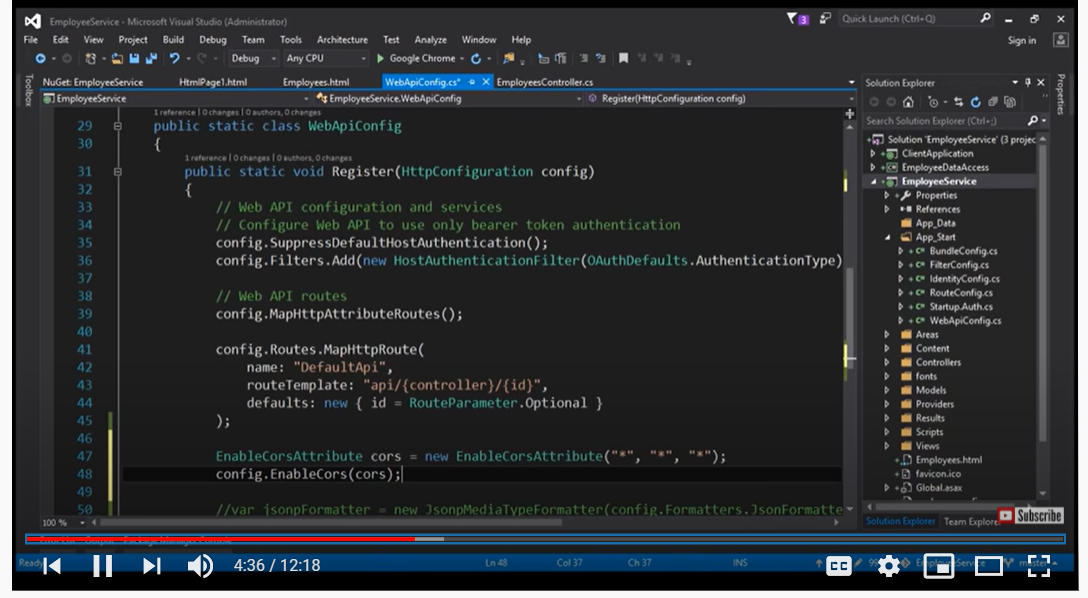 EmployeeService - Microsoft Visual Studio (Administrator)
3
Quick Launch (Ctrl+Q)
File Edit View Project Build Debug Team Tools Architecture Test Analyze Window Help
Sign in
Debug Any CPU Google Chrome
Toolbox
NuGet: EmployeeService HtmlPage1.html Employees.html WebApiConfig.cs* EmployeesController.cs
EmployeeService EmployeeService.WebApiConfig Register(HttpConfiguration config)
1 reference | 0 changes | 0 authors, 0 changes
29 public static class WebApiConfig
30 {
1 reference | 0 changes | 0 authors, 0 changes
31 public static void Register(HttpConfiguration config)
32 {
33 // Web API configuration and services
34 // Configure Web API to use only bearer token authentication
35 config.SuppressDefaultHostAuthentication();
36 config.Filters.Add(new HostAuthenticationFilter(OAuthDefaults.AuthenticationType)
37
38 // Web API routes
39 config.MapHttpAttributeRoutes();
40
41 config.Routes.MapHttpRoute(
42 name: "DefaultApi",
43 routeTemplate: "api/{controller}/{id}",
44 defaults: new { id = RouteParameter.Optional }
45 );
46
47 EnableCorsAttribute cors = new EnableCorsAttribute("*", "*", "*");
48 config.EnableCors(cors);
49
50 //var jsonpFormatter = new JsonpMediaTypeFormatter(config.Formatters.JsonFormatte
100 %
Solution Explorer
Properties
Search Solution Explorer (Ctrl+;)
Solution 'EmployeeService' (3 projec
ClientApplication
EmployeeDataAccess
EmployeeService
Properties
References
App_Data
App_Start
BundleConfig.cs
FilterConfig.cs
IdentityConfig.cs
RouteConfig.cs
Startup.Auth.cs
WebApiConfig.cs
Areas
Content
Controllers
fonts
Models
Providers
Results
Scripts
Views
Employees.html
favicon.ico
Global.asax
Solution Explorer Team Explorer
Subscribe
Ready
4:36 / 12:18
Ln 48 Col 37 Ch 37 INS
CC
EmployeeService master